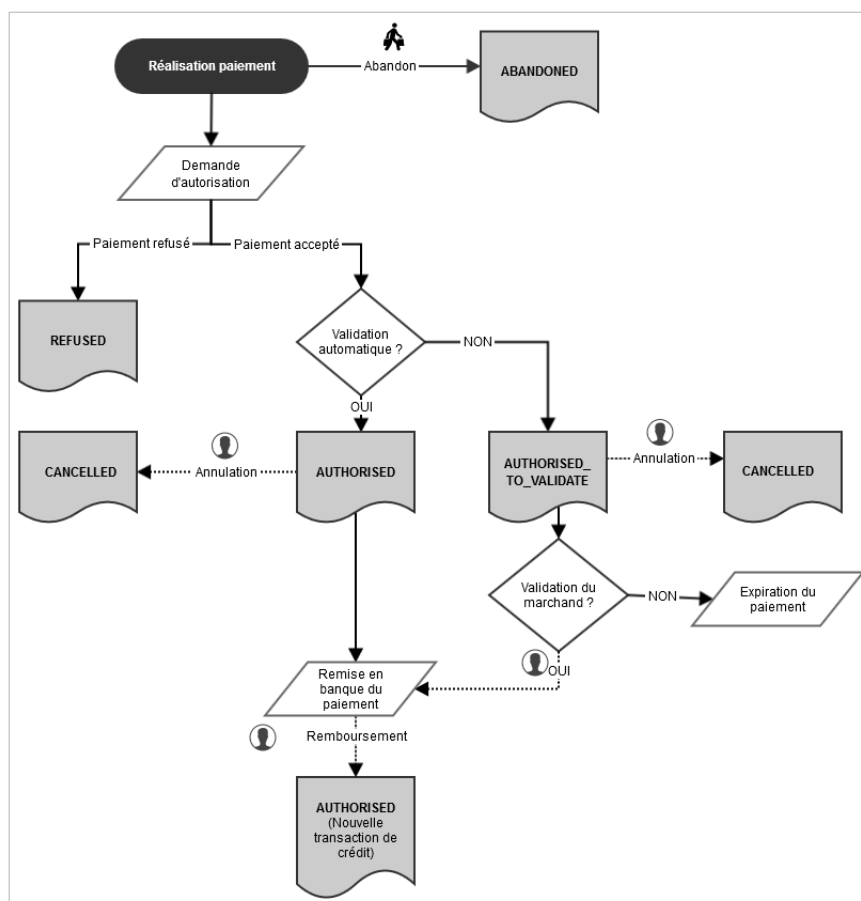 Réalisation paiement
Abandon
ABANDONED
Demande
d'autorisation
Paiement refusé
Paiement accepté
REFUSED
Validation
automatique ?
NON
OUI
CANCELLED
Annulation
AUTHORISED
AUTHORISED_
TO_VALIDATE
Annulation
CANCELLED
Validation du
marchand ?
NON
Expiration du
paiement
OUI
Remise en
banque du
paiement
Remboursement
AUTHORISED
(Nouvelle
transaction de
crédit)